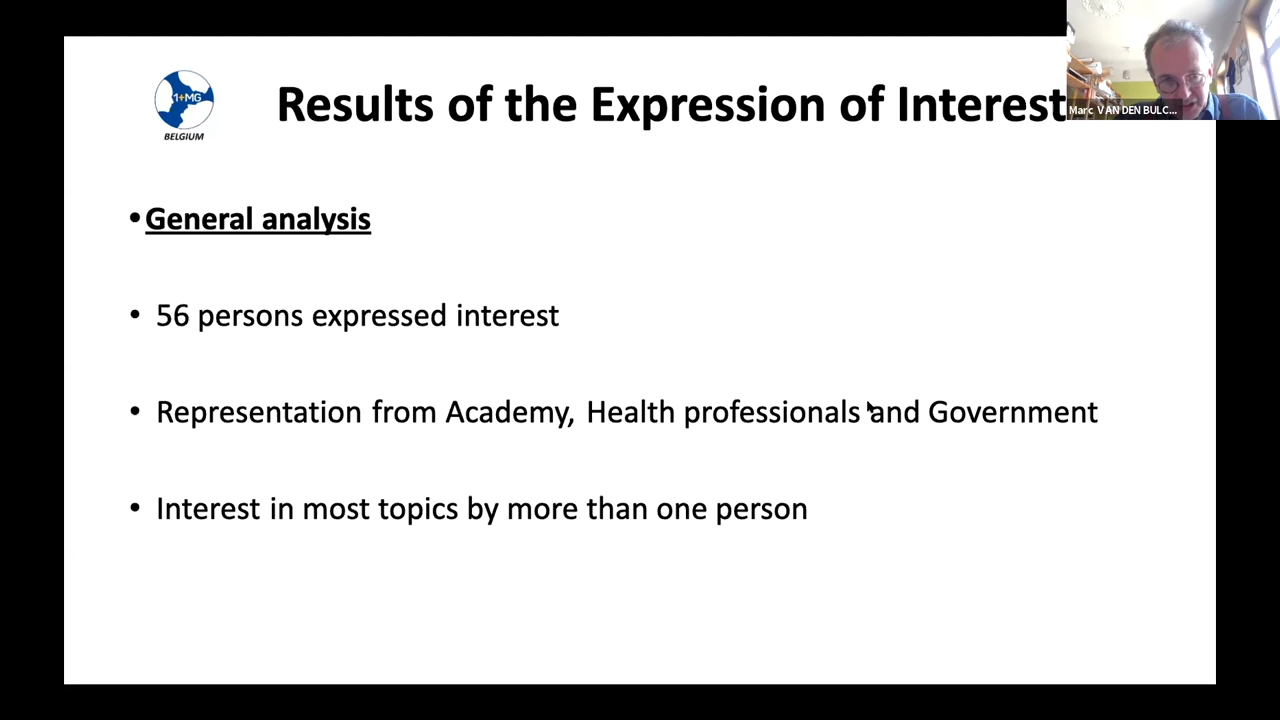 1+MG
BELGIUM
Results of the Expression of Interest
Marc VAN DEN BULC...
•General analysis
• 56 persons expressed interest
• Representation from Academy, Health professionals and Government
• Interest in most topics by more than one person